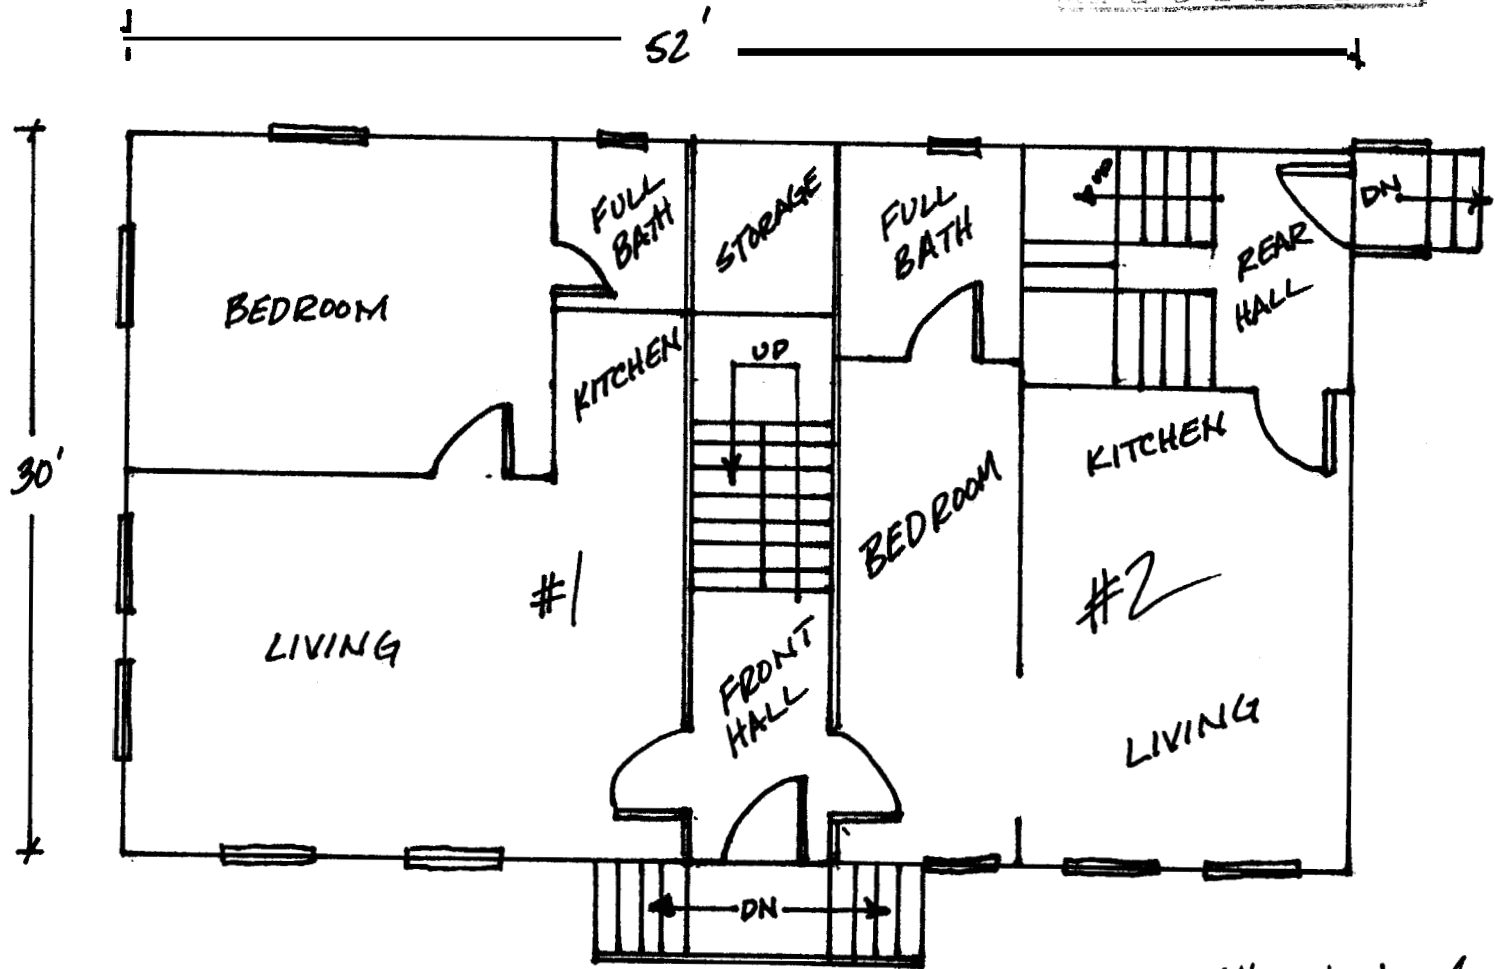 52'
30'
BEDROOM
FULL
BATH
STORAGE
FULL
BATH
UP
REAR
HALL
DN
KITCHEN
UP
KITCHEN
BEDROOM
#1
#2
LIVING
FRONT
HALL
LIVING
DN